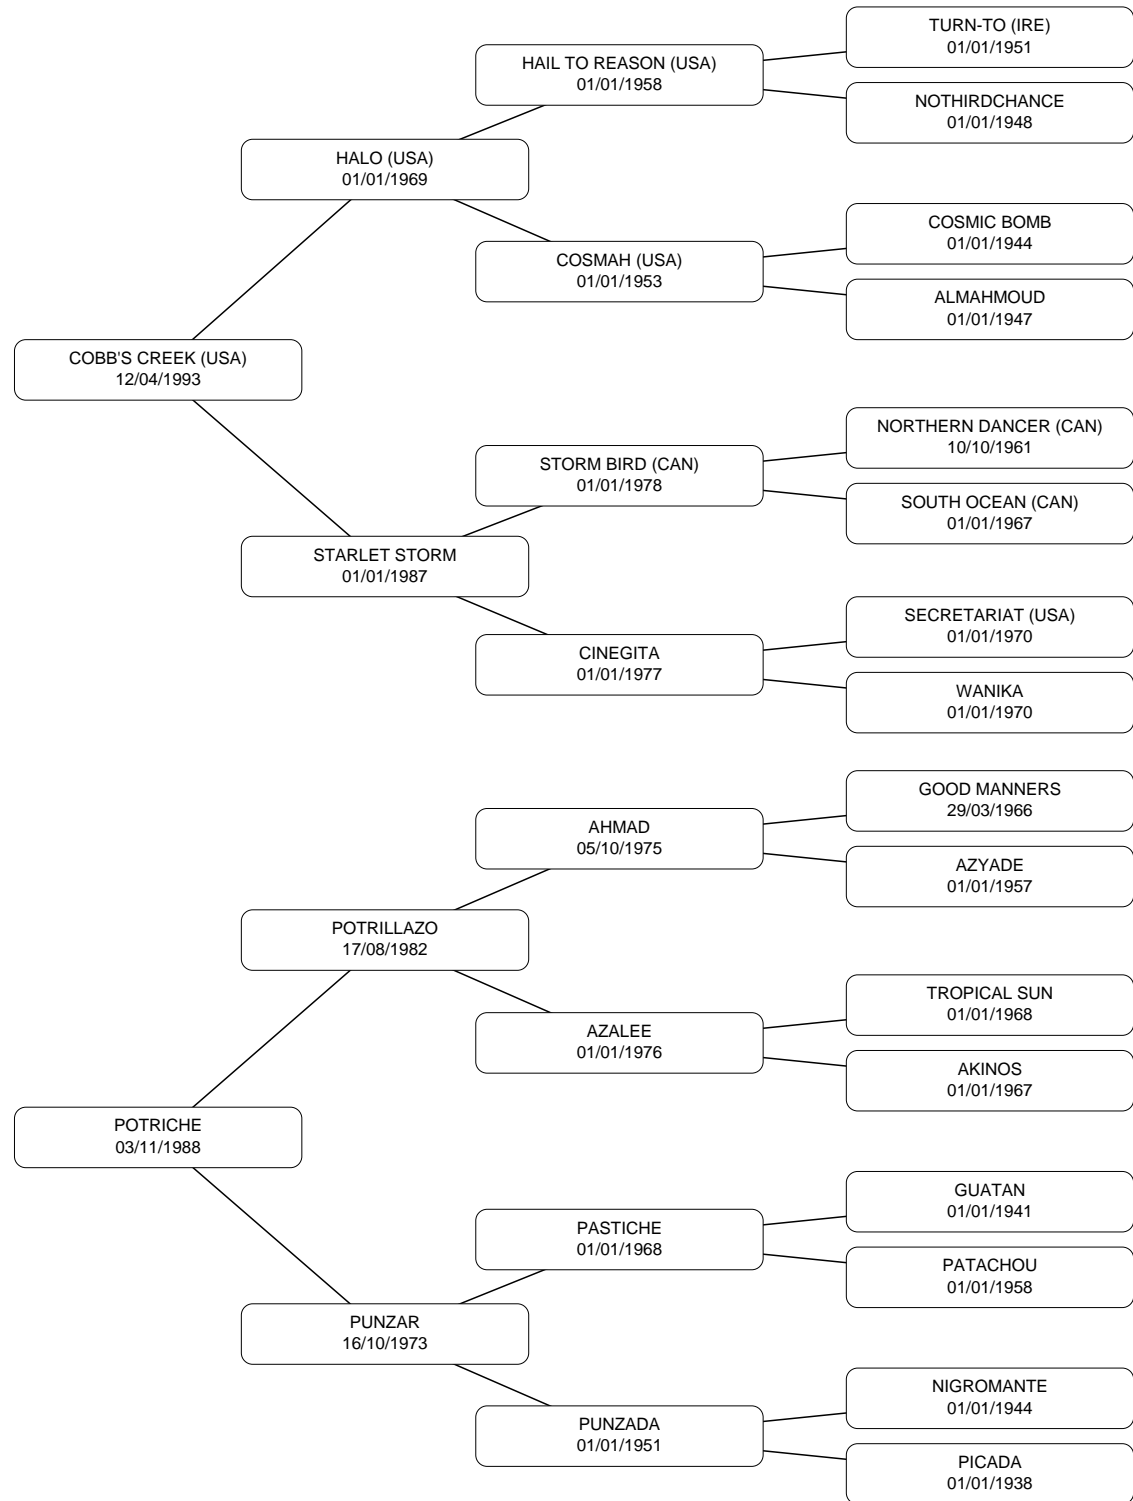 TURN-TO (IRE)
01/01/1951
HAIL TO REASON (USA)
01/01/1958
NOTHIRDCHANCE
01/01/1948
HALO (USA)
01/01/1969
COSMIC BOMB
01/01/1944
COSMAH (USA)
01/01/1953
ALMAHMOUD
01/01/1947
COBB'S CREEK (USA)
12/04/1993
NORTHERN DANCER (CAN)
10/10/1961
STORM BIRD (CAN)
01/01/1978
SOUTH OCEAN (CAN)
01/01/1967
STARLET STORM
01/01/1987
SECRETARIAT (USA)
01/01/1970
CINEGITA
01/01/1977
WANIKA
01/01/1970
GOOD MANNERS
29/03/1966
AHMAD
05/10/1975
AZYADE
01/01/1957
POTRILLAZO
17/08/1982
TROPICAL SUN
01/01/1968
AZALEE
01/01/1976
AKINOS
01/01/1967
POTRICHE
03/11/1988
GUATAN
01/01/1941
PASTICHE
01/01/1968
PATACHOU
01/01/1958
PUNZAR
16/10/1973
NIGROMANTE
01/01/1944
PUNZADA
01/01/1951
PICADA
01/01/1938